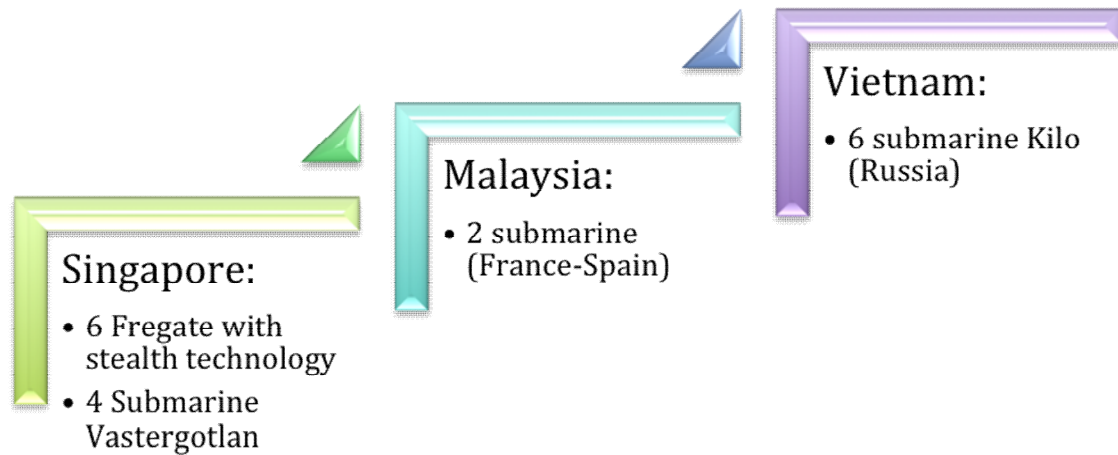 Singapore:
• 6 Fregate with
stealth technology
• 4 Submarine
Vastergotlan
Malaysia:
• 2 submarine
(France-Spain)
Vietnam:
• 6 submarine Kilo
(Russia)